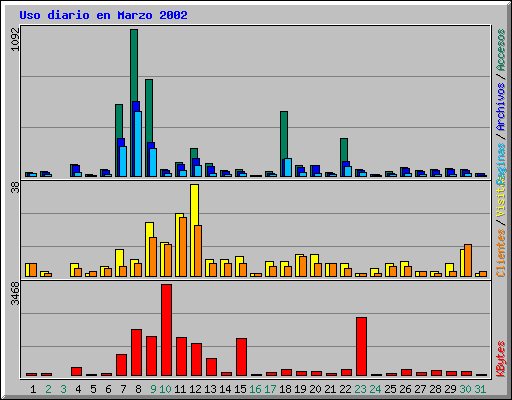 Uso diario en Marzo 2002
1092
Accesos / Archivos / Paginas
38
Visitas / Clientes
3468
KBytes
1 2 3 4 5 6 7 8 9 10 11 12 13 14 15 16 17 18 19 20 21 22 23 24 25 26 27 28 29 30 31